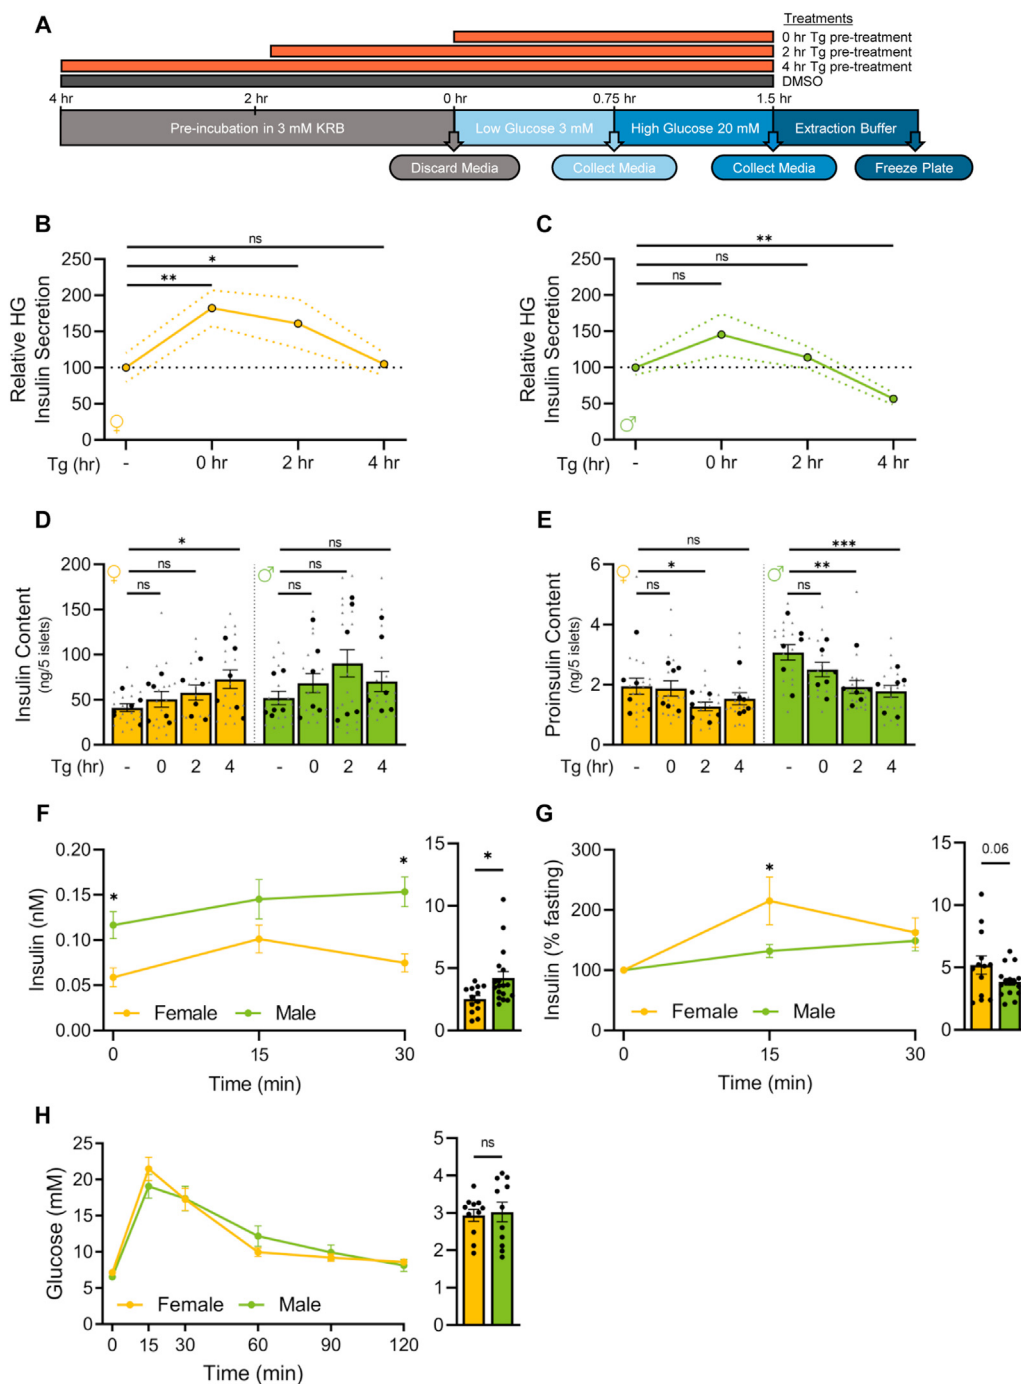 A
Treatments
0 hr Tg pre-treatment
2 hr Tg pre-treatment
4 hr Tg pre-treatment
DMSO
4 hr 2 hr 0 hr 0.75 hr 1.5 hr
Pre-incubation in 3 mM KRB Low Glucose 3 mM High Glucose 20 mM Extraction Buffer
Discard Media Collect Media Collect Media Freeze Plate
B
Relative HG
Insulin Secretion
250
200
150
100
50
0
ns
*
**
♀
Tg (hr) - 0 hr 2 hr 4 hr
C
Relative HG
Insulin Secretion
250
200
150
100
50
0
**
ns
ns
♂
Tg (hr) - 0 hr 2 hr 4 hr
D
Insulin Content
(ng/5 islets)
200
150
100
50
0
♀
*
ns
ns
♂
ns
ns
ns
Tg (hr) - 0 2 4 - 0 2 4
E
Proinsulin Content
(ng/5 islets)
6
4
2
0
♀
ns
*
ns
♂
***
**
ns
Tg (hr) - 0 2 4 - 0 2 4
F
Insulin (nM)
0.20
0.15
0.10
0.05
0.00
*
*
Female Male
0 15 30
Time (min)
15
10
5
0
*
G
Insulin (% fasting)
300
200
100
0
*
Female Male
0 15 30
Time (min)
15
10
5
0
0.06
H
Glucose (mM)
25
20
15
10
5
0
Female Male
0 15 30 60 90 120
Time (min)
5
4
3
2
1
0
ns